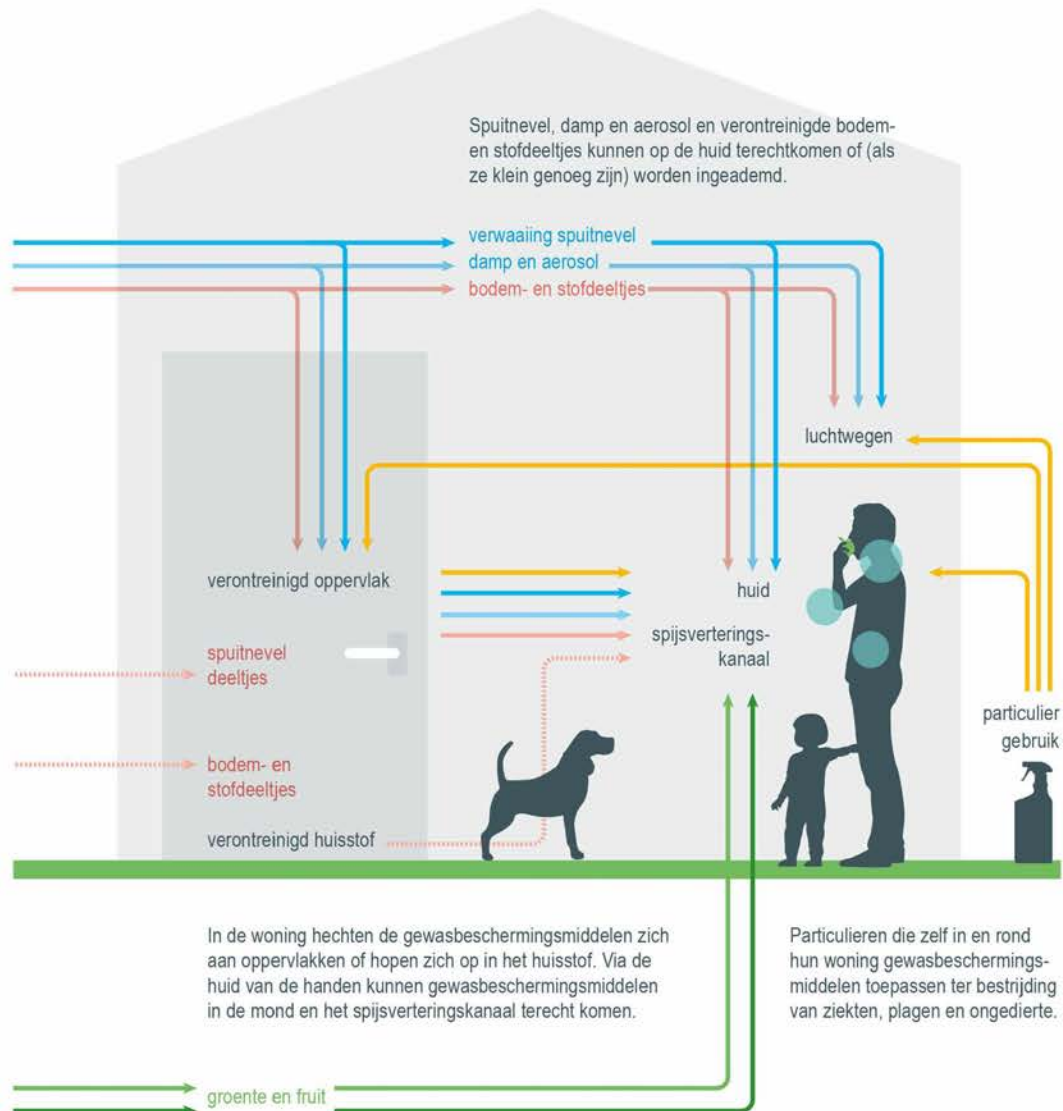 Spuitnevel, damp en aerosol en verontreinigde bodem-
en stofdeeltjes kunnen op de huid terechtkomen of (als
ze klein genoeg zijn) worden ingeademd.
verwaaiing spuitnevel
damp en aerosol
bodem- en stofdeeltjes
luchtwegen
verontreinigd oppervlak
huid
spijsverterings-
kanaal
spuitnevel
deeltjes
particulier
gebruik
bodem- en
stofdeeltjes
verontreinigd huisstof
In de woning hechten de gewasbeschermingsmiddelen zich
aan oppervlakken of hopen zich op in het huisstof. Via de
huid van de handen kunnen gewasbeschermingsmiddelen
in de mond en het spijsverteringskanaal terecht komen.
Particulieren die zelf in en rond
hun woning gewasbeschermings-
middelen toepassen ter bestrijding
van ziekten, plagen en ongedierte.
groente en fruit